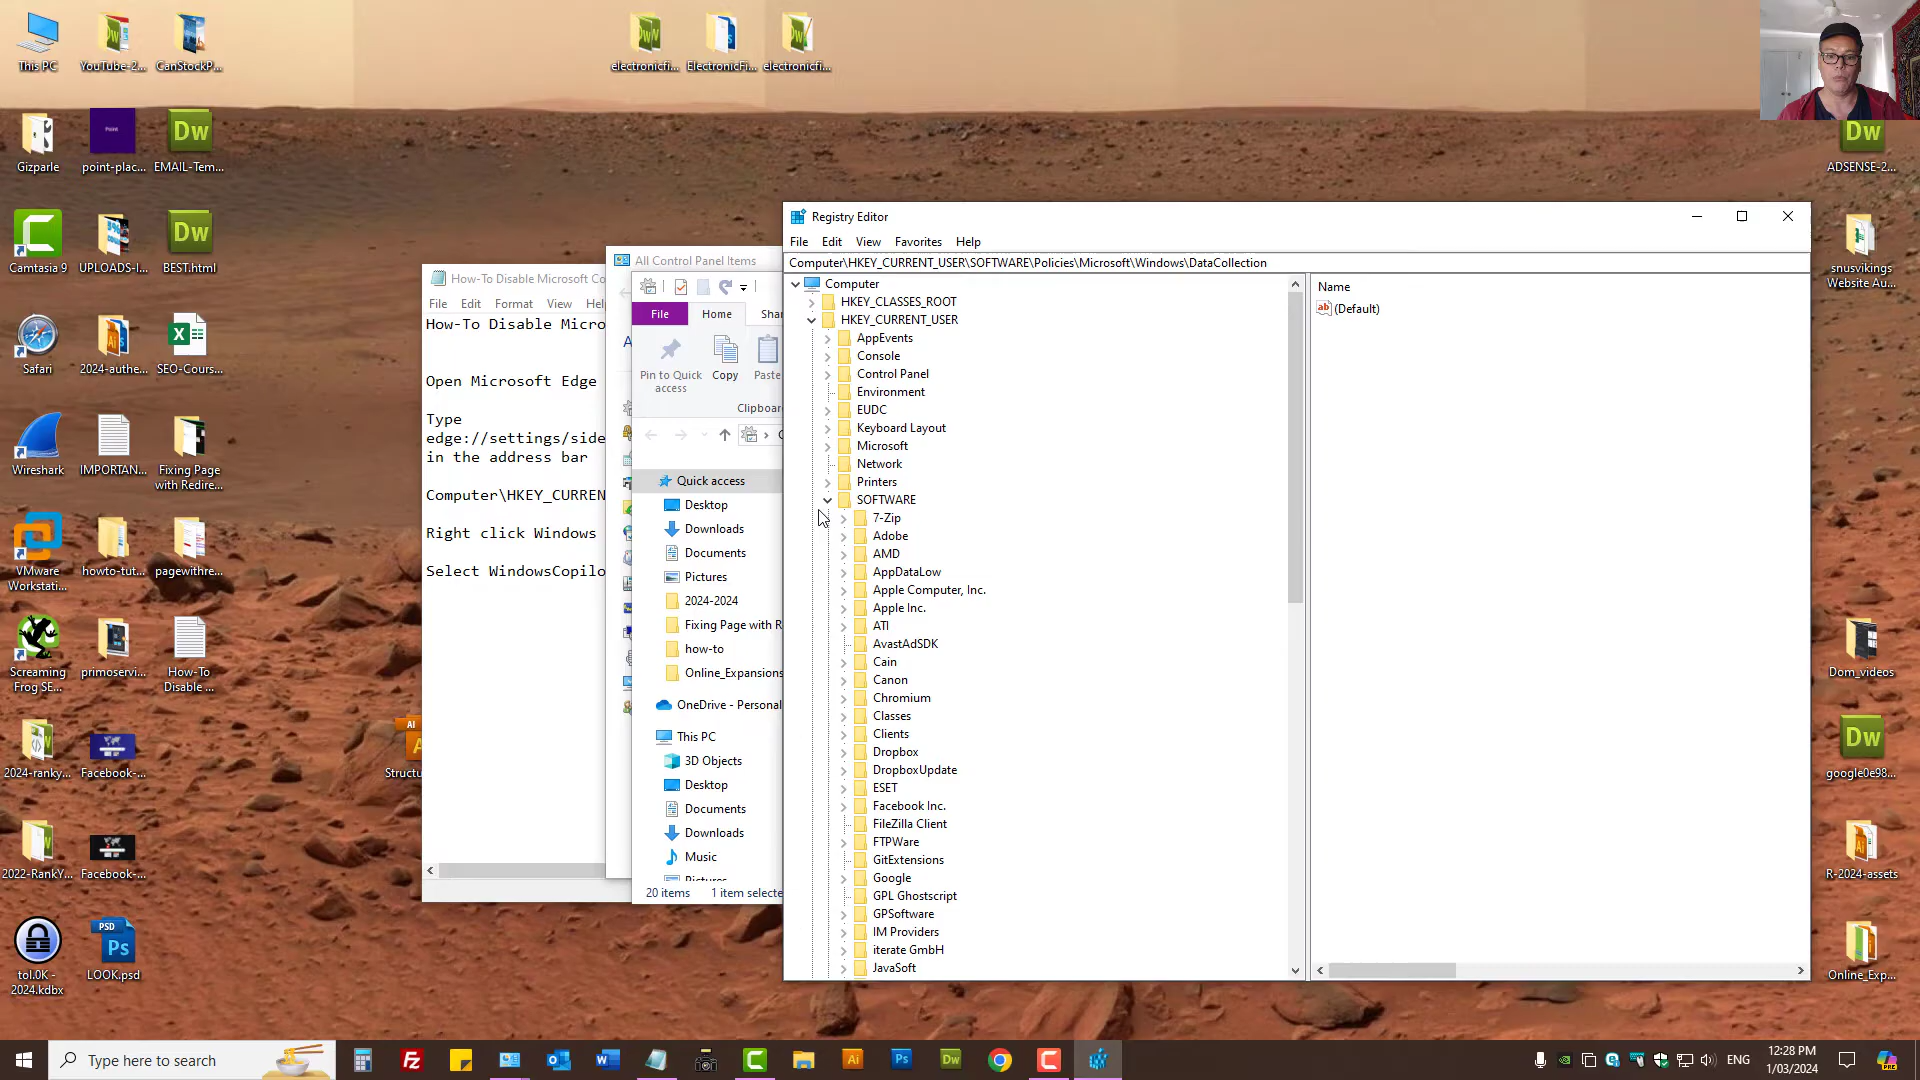 This PC
YouTube-2...
CanStockP...
electronicfi...
ElectronicFi...
electronicfi...
Gizparle
point-plac...
EMAIL-Tem...
ADSENSE-2...
Camtasia 9
UPLOADS-I...
BEST.html
snusvikings
Website Au...
Safari
2024-authe...
SEO-Cours...
Wireshark
IMPORTAN...
Fixing Page
with Redire...
VMware
Workstati...
howto-tut...
pagewithre...
Screaming
Frog SE...
primoservi...
How-To
Disable ...
Dom_videos
2024-ranky...
Facebook-...
google0e98...
2022-RankY...
Facebook-...
R-2024-assets
tol.0K -
2024.kdbx
LOOK.psd
Online_Exp...
Structu
How-To Disable Microsoft Co
File Edit Format View Hel
How-To Disable Micro
Open Microsoft Edge
Type
edge://settings/side
in the address bar
Computer\HKEY_CURREN
Right click Windows
Select WindowsCopilo
All Control Panel Items
File Home Shar
Pin to Quick
access
Copy
Paste
Clipboar
Quick access
Desktop
Downloads
Documents
Pictures
2024-2024
Fixing Page with R
how-to
Online_Expansions
OneDrive - Personal
This PC
3D Objects
Desktop
Documents
Downloads
Music
Pictures
20 items 1 item selecte
Registry Editor
File Edit View Favorites Help
Computer\HKEY_CURRENT_USER\SOFTWARE\Policies\Microsoft\Windows\DataCollection
Computer
HKEY_CLASSES_ROOT
HKEY_CURRENT_USER
AppEvents
Console
Control Panel
Environment
EUDC
Keyboard Layout
Microsoft
Network
Printers
SOFTWARE
7-Zip
Adobe
AMD
AppDataLow
Apple Computer, Inc.
Apple Inc.
ATI
AvastAdSDK
Cain
Canon
Chromium
Classes
Clients
Dropbox
DropboxUpdate
ESET
Facebook Inc.
FileZilla Client
FTPWare
GitExtensions
Google
GPL Ghostscript
GPSoftware
IM Providers
iterate GmbH
JavaSoft
Name
(Default)
Type here to search
ENG
12:28 PM
1/03/2024